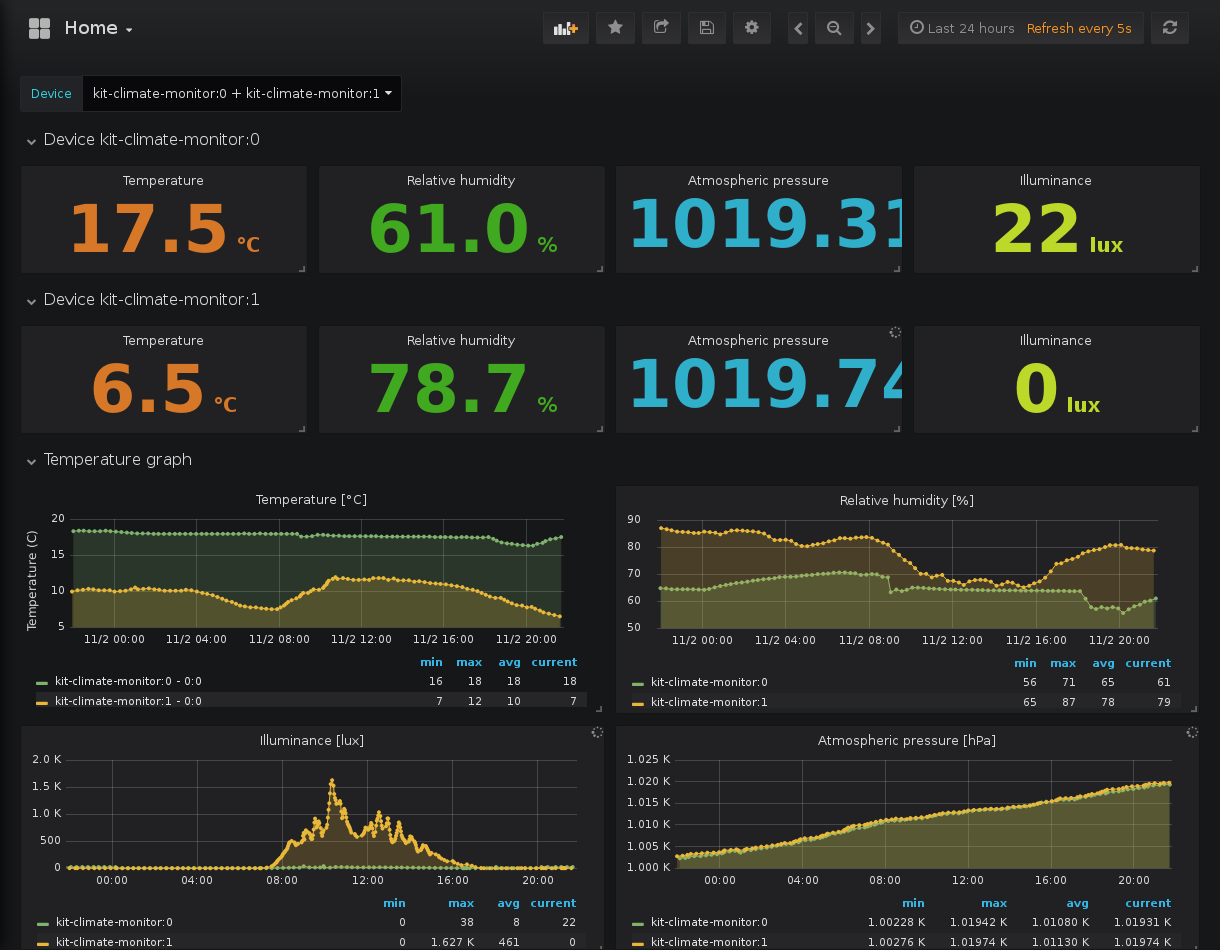 Home
Last 24 hours Refresh every 5s
Device kit-climate-monitor:0 + kit-climate-monitor:1
Device kit-climate-monitor:0
Temperature Relative humidity Atmospheric pressure Illuminance
17.5 °C 61.0 % 1019.31 22 lux
Device kit-climate-monitor:1
Temperature Relative humidity Atmospheric pressure Illuminance
6.5 °C 78.7 % 1019.74 0 lux
Temperature graph
Temperature [°C]
Temperature (C)
20
15
10
5
11/2 00:00 11/2 04:00 11/2 08:00 11/2 12:00 11/2 16:00 11/2 20:00
min max avg current
kit-climate-monitor:0 - 0:0 16 18 18 18
kit-climate-monitor:1 - 0:0 7 12 10 7
Relative humidity [%]
90
80
70
60
50
11/2 00:00 11/2 04:00 11/2 08:00 11/2 12:00 11/2 16:00 11/2 20:00
min max avg current
kit-climate-monitor:0 56 71 65 61
kit-climate-monitor:1 65 87 78 79
Illuminance [lux]
2.0 K
1.5 K
1.0 K
500
0
00:00 04:00 08:00 12:00 16:00 20:00
min max avg current
kit-climate-monitor:0 0 38 8 22
kit-climate-monitor:1 0 1.627 K 461 0
Atmospheric pressure [hPa]
1.025 K
1.020 K
1.015 K
1.010 K
1.005 K
1.000 K
00:00 04:00 08:00 12:00 16:00 20:00
min max avg current
kit-climate-monitor:0 1.00228 K 1.01942 K 1.01080 K 1.01931 K
kit-climate-monitor:1 1.00276 K 1.01974 K 1.01130 K 1.01974 K